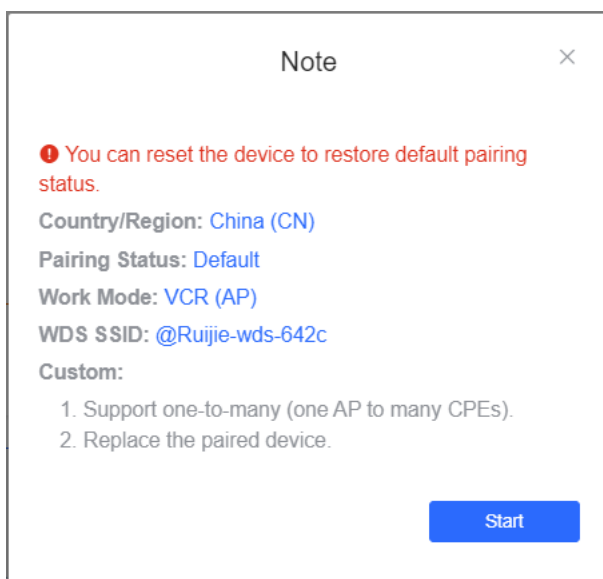 Note
You can reset the device to restore default pairing
status.
Country/Region: China (CN)
Pairing Status: Default
Work Mode: VCR (AP)
WDS SSID: @Ruijie-wds-642c
Custom:
1. Support one-to-many (one AP to many CPEs).
2. Replace the paired device.
Start